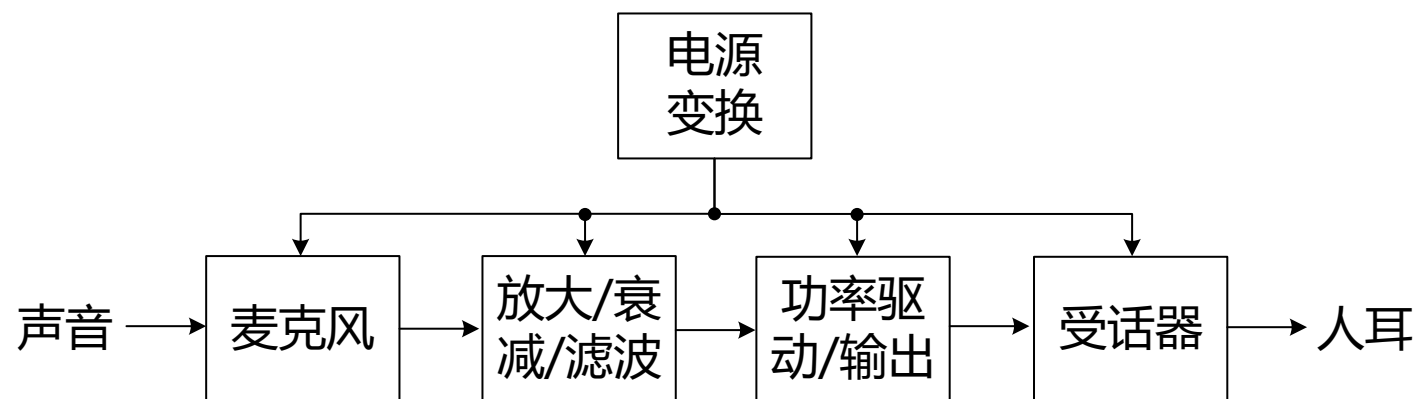 电源
变换
声音
麦克风
放大/衰
减/滤波
功率驱
动/输出
受话器
人耳